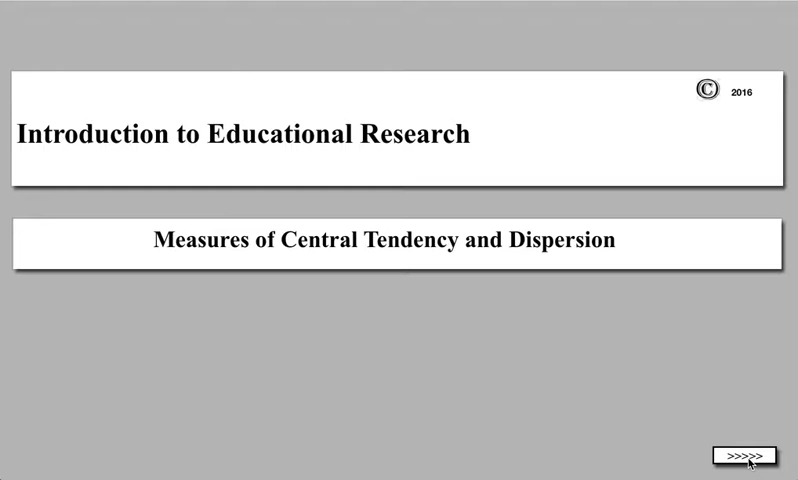 © 2016
Introduction to Educational Research
Measures of Central Tendency and Dispersion
>>>>>